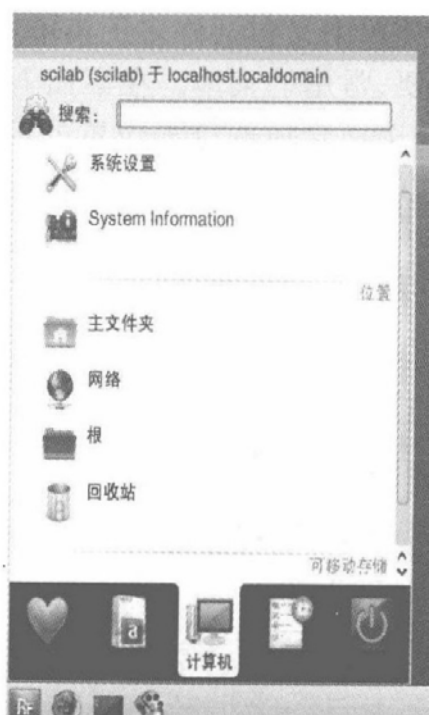 scilab (scilab) 于 localhost.localdomain
搜索：
系统设置
System Information
位置
主文件夹
网络
根
回收站
可移动存储
a
计算机